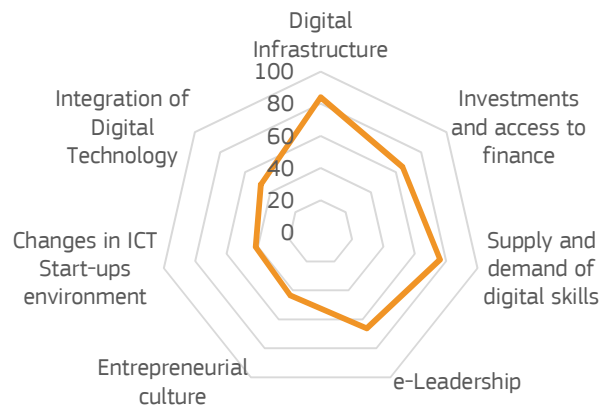 Digital
Infrastructure
100
80
60
40
20
0
Investments
and access to
finance
Supply and
demand of
digital skills
e-Leadership
Entrepreneurial
culture
Changes in ICT
Start-ups
environment
Integration of
Digital
Technology